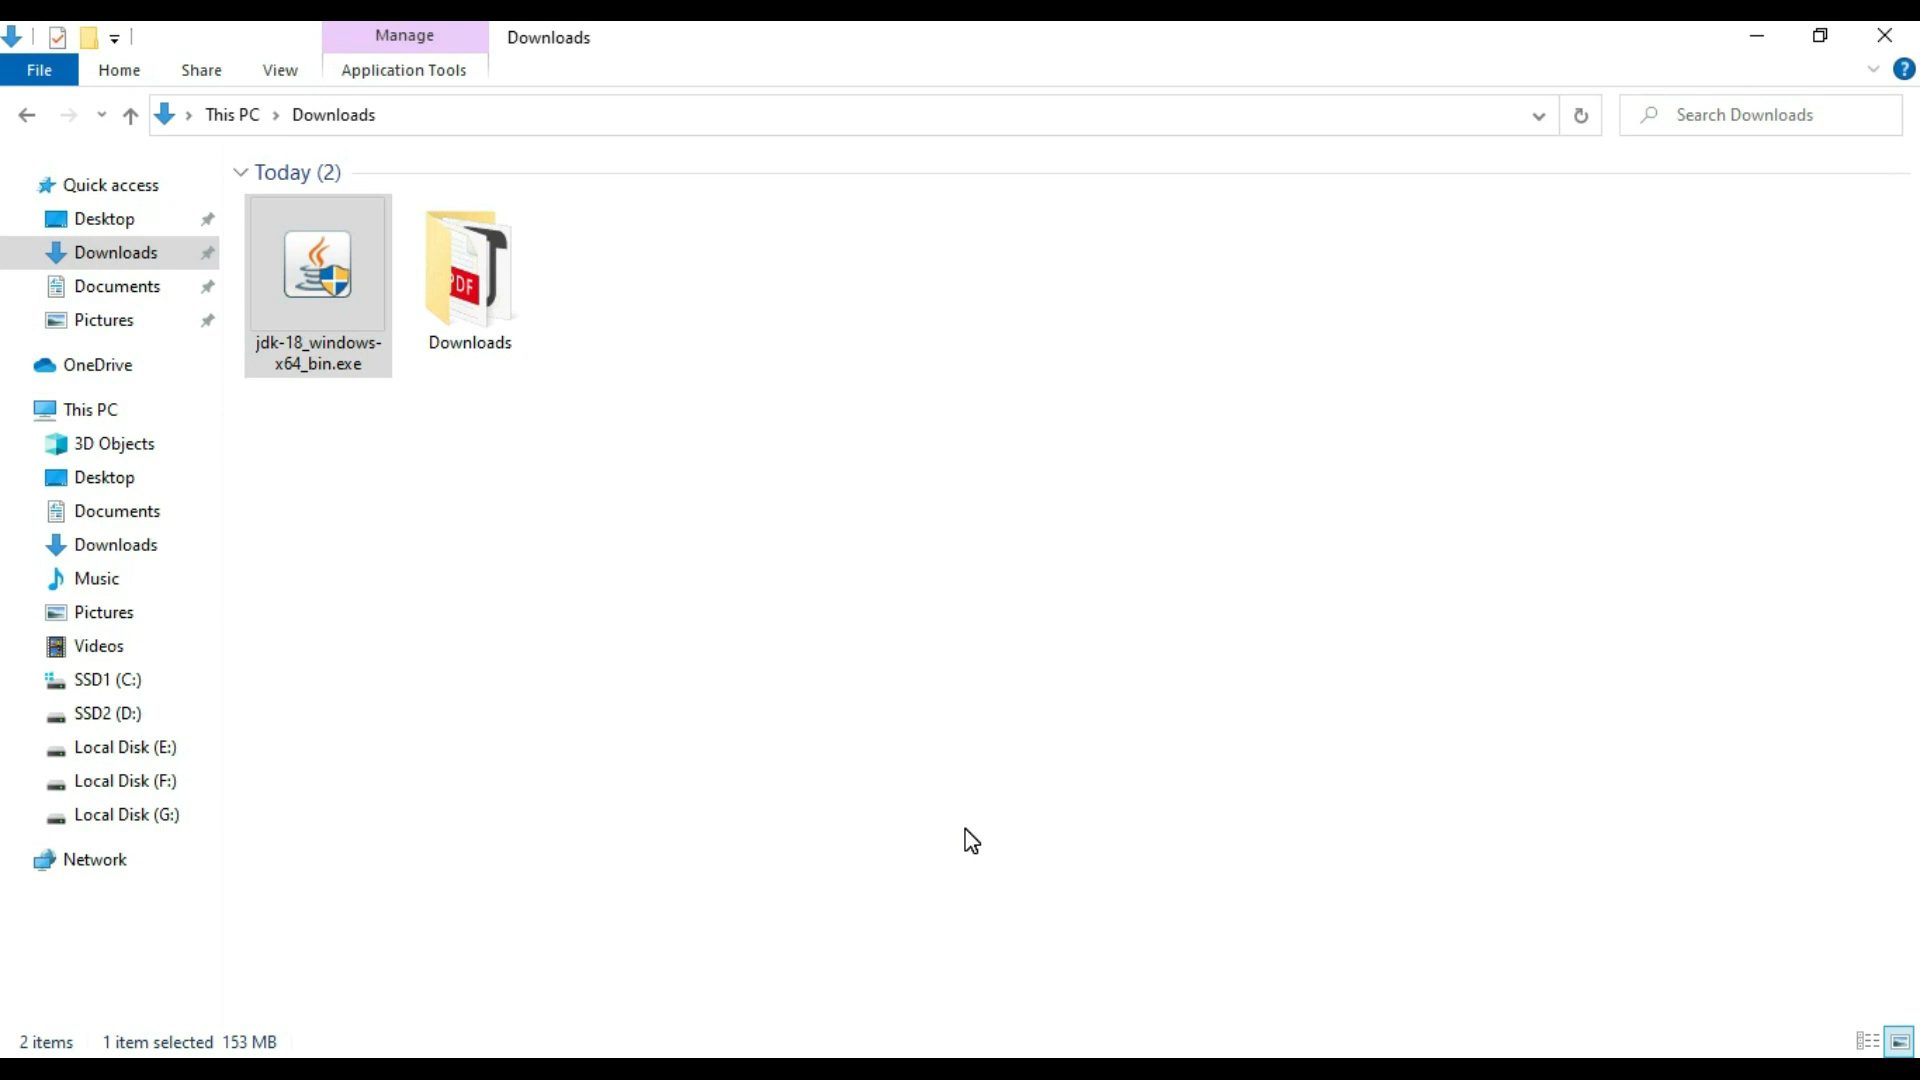 Manage
Downloads
File
Home
Share
View
Application Tools
?
This PC > Downloads
Search Downloads
Quick access
Desktop
Downloads
Documents
Pictures
OneDrive
This PC
3D Objects
Desktop
Documents
Downloads
Music
Pictures
Videos
SSD1 (C:)
SSD2 (D:)
Local Disk (E:)
Local Disk (F:)
Local Disk (G:)
Network
Today (2)
jdk-18_windows-
x64_bin.exe
PDF
Downloads
2 items
1 item selected 153 MB